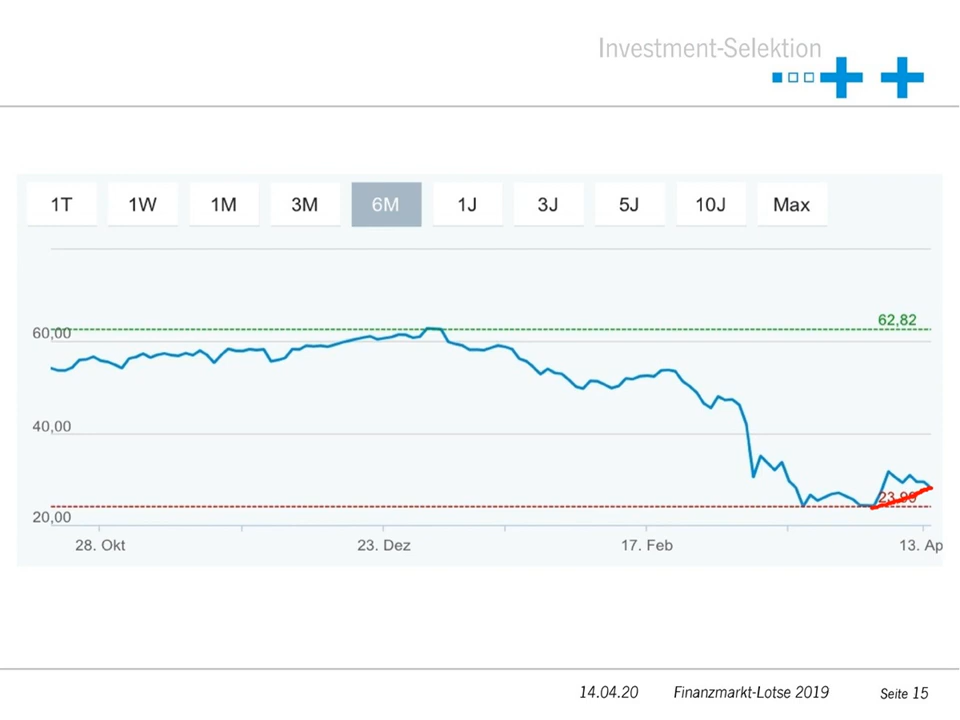 Investment-Selektion
1T 1W 1M 3M 6M 1J 3J 5J 10J Max
62,82
60,00
40,00
23,99
20,00
28. Okt 23. Dez 17. Feb 13. Ap
14.04.20 Finanzmarkt-Lotse 2019 Seite 15